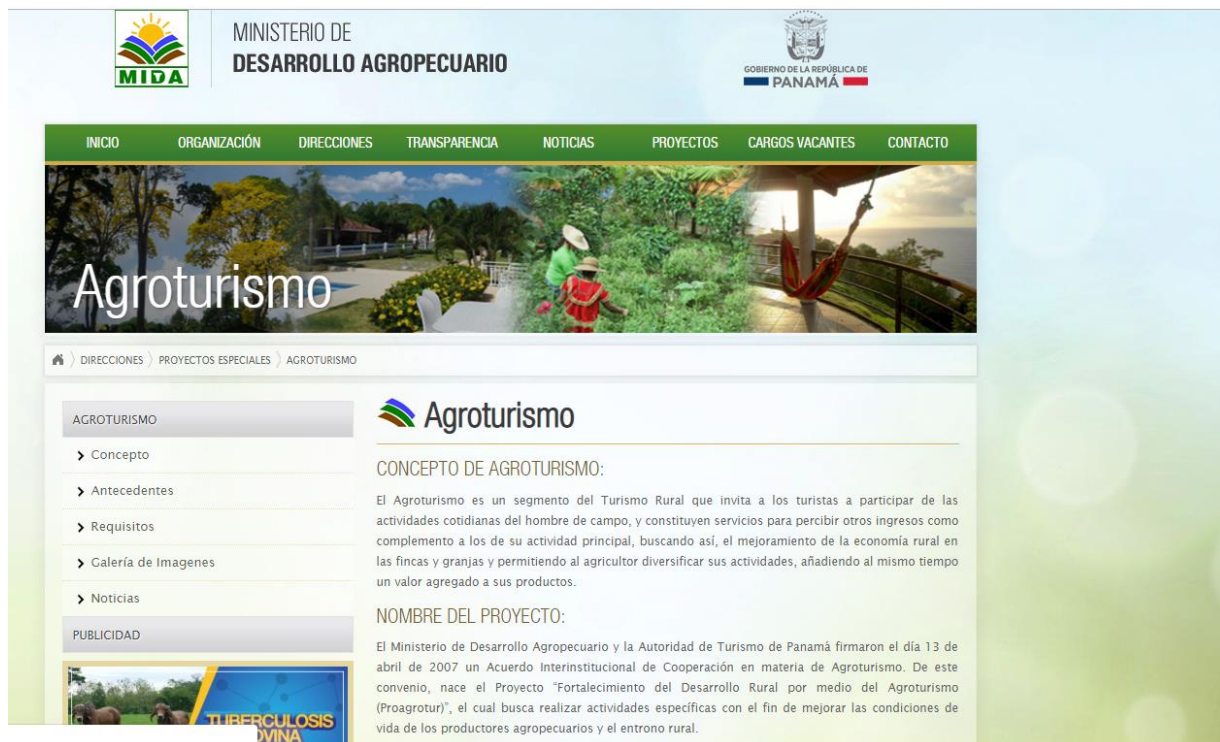 MINISTERIO DE
DESARROLLO AGROPECUARIO
MIDA
GOBIERNO DE LA REPÚBLICA DE
PANAMÁ
INICIO ORGANIZACIÓN DIRECCIONES TRANSPARENCIA NOTICIAS PROYECTOS CARGOS VACANTES CONTACTO
Agroturismo
DIRECCIONES PROYECTOS ESPECIALES AGROTURISMO
AGROTURISMO
Concepto
Antecedentes
Requisitos
Galería de Imagenes
Noticias
PUBLICIDAD
TUBERCULOSIS
BOVINA
Agroturismo
CONCEPTO DE AGROTURISMO:
El Agroturismo es un segmento del Turismo Rural que invita a los turistas a participar de las
actividades cotidianas del hombre de campo, y constituyen servicios para percibir otros ingresos como
complemento a los de su actividad principal, buscando así, el mejoramiento de la economía rural en
las fincas y granjas y permitiendo al agricultor diversificar sus actividades, añadiendo al mismo tiempo
un valor agregado a sus productos.
NOMBRE DEL PROYECTO:
El Ministerio de Desarrollo Agropecuario y la Autoridad de Turismo de Panamá firmaron el día 13 de
abril de 2007 un Acuerdo Interinstitucional de Cooperación en materia de Agroturismo. De este
convenio, nace el Proyecto “Fortalecimiento del Desarrollo Rural por medio del Agroturismo
(Proagrotur)”, el cual busca realizar actividades específicas con el fin de mejorar las condiciones de
vida de los productores agropecuarios y el entrono rural.